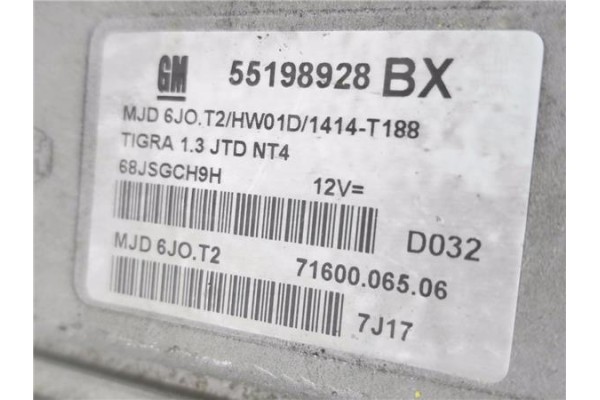 GM 55198928 BX
MJD 6JO.T2/HW01D/1414-T188
TIGRA 1.3 JTD NT4
68JSGCH9H 12V=
D032
MJD 6JO.T2 71600.065.06
7J17